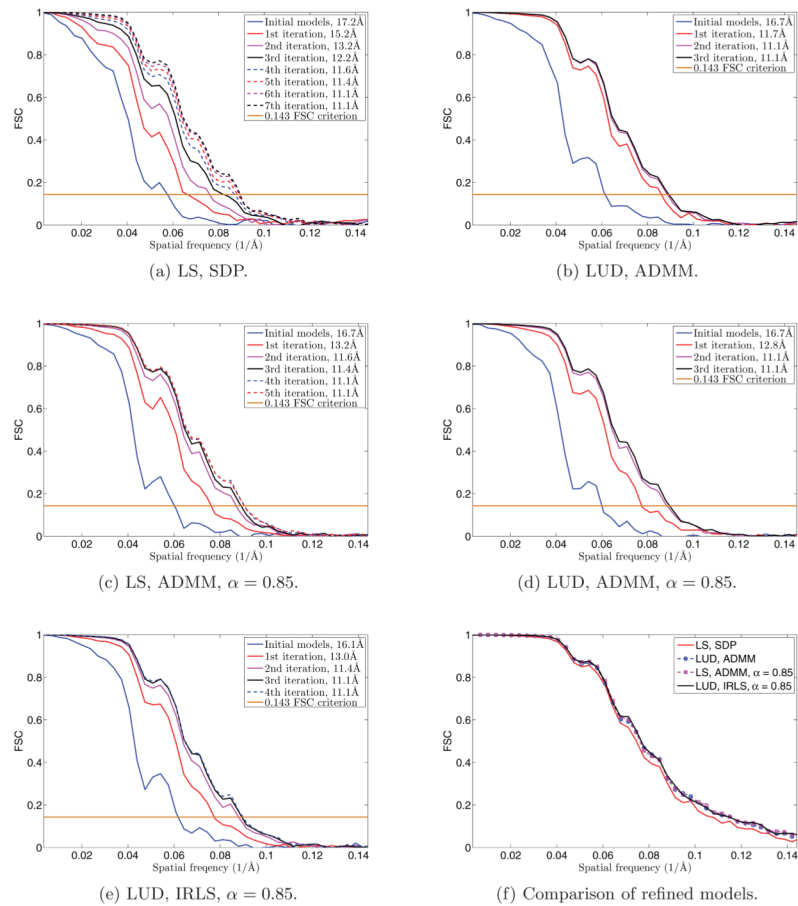 1
0.8
0.6
0.4
0.2
0
FSC
0.02 0.04 0.06 0.08 0.1 0.12 0.14
Spatial frequency (1/Å)
Initial models, 17.2Å
1st iteration, 15.2Å
2nd iteration, 13.2Å
3rd iteration, 12.2Å
4th iteration, 11.6Å
5th iteration, 11.4Å
6th iteration, 11.1Å
7th iteration, 11.1Å
0.143 FSC criterion
(a) LS, SDP.
1
0.8
0.6
0.4
0.2
0
FSC
0.02 0.04 0.06 0.08 0.1 0.12 0.14
Spatial frequency (1/Å)
Initial models, 16.7Å
1st iteration, 11.7Å
2nd iteration, 11.1Å
3rd iteration, 11.1Å
0.143 FSC criterion
(b) LUD, ADMM.
1
0.8
0.6
0.4
0.2
0
FSC
0.02 0.04 0.06 0.08 0.1 0.12 0.14
Spatial frequency (1/Å)
Initial models, 16.7Å
1st iteration, 13.2Å
2nd iteration, 11.6Å
3rd iteration, 11.4Å
4th iteration, 11.1Å
5th iteration, 11.1Å
0.143 FSC criterion
(c) LS, ADMM, α = 0.85.
1
0.8
0.6
0.4
0.2
0
FSC
0.02 0.04 0.06 0.08 0.1 0.12 0.14
Spatial frequency (1/Å)
Initial models, 16.7Å
1st iteration, 12.8Å
2nd iteration, 11.1Å
3rd iteration, 11.1Å
0.143 FSC criterion
(d) LUD, ADMM, α = 0.85.
1
0.8
0.6
0.4
0.2
0
FSC
0.02 0.04 0.06 0.08 0.1 0.12 0.14
Spatial frequency (1/Å)
Initial models, 16.1Å
1st iteration, 13.0Å
2nd iteration, 11.4Å
3rd iteration, 11.1Å
4th iteration, 11.1Å
0.143 FSC criterion
(e) LUD, IRLS, α = 0.85.
1
0.8
0.6
0.4
0.2
0
FSC
0.02 0.04 0.06 0.08 0.1 0.12 0.14
Spatial frequency (1/Å)
LS, SDP
LUD, ADMM
LS, ADMM, α = 0.85
LUD, IRLS, α = 0.85
(f) Comparison of refined models.